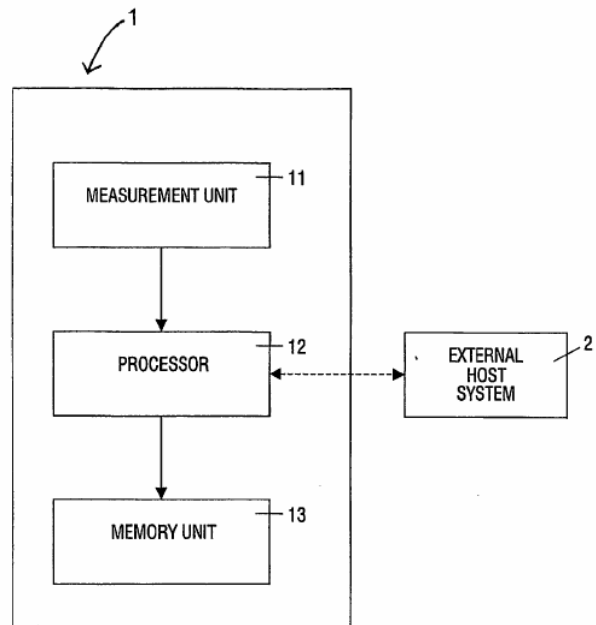 1
MEASUREMENT UNIT
11
PROCESSOR
12
EXTERNAL
HOST
SYSTEM
2
MEMORY UNIT
13